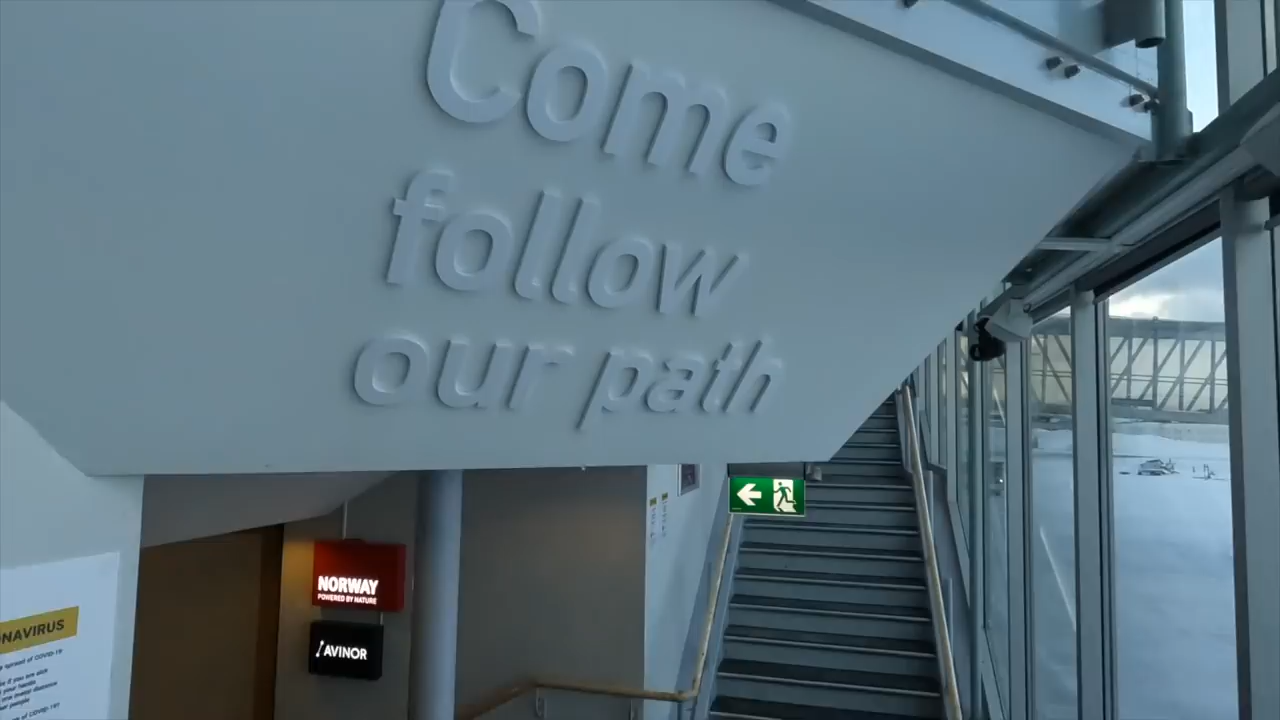 Come
follow
our path
NORWAY
POWERED BY NATURE
AVINOR
NAVIRUS